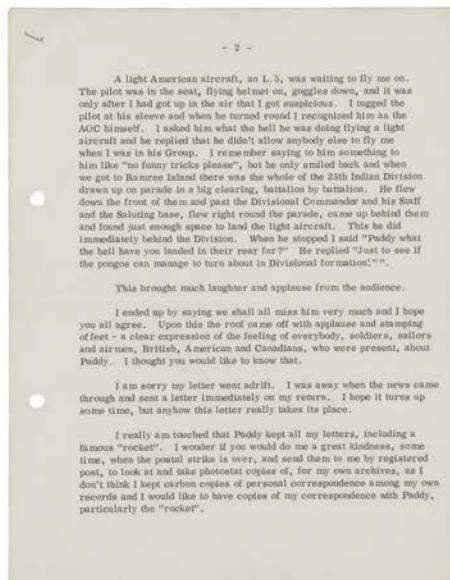 - 2 -
A light American aircraft, an L.5, was waiting to fly me on.
The pilot was in the seat, flying helmet on, goggles down, and it was
only after I had got up in the air that I got suspicious. I tugged the
pilot at his sleeve and when he turned round I recognized him as the
AOC himself. I asked him what the hell he was doing flying a light
aircraft and he replied that he didn't allow anybody else to fly me
when I was in his Group. I remember saying to him something to
him like "no funny tricks please", but he only smiled back and when
we got to Ramree Island there was the whole of the 25th Indian Division
drawn up on parade in a big clearing, battalion by battalion. He flew
down the front of them and past the Divisional Commander and his Staff
and the Saluting base, flew right round the parade, came up behind them
and found just enough space to land the light aircraft. This he did
immediately behind the Division. When he stopped I said "Paddy what
the hell have you landed in their rear for?" He replied "Just to see if
the pongos can manage to turn about in Divisional formation!"".
This brought much laughter and applause from the audience.
I ended up by saying we shall all miss him very much and I hope
you all agree. Upon this the roof came off with applause and stamping
of feet - a clear expression of the feeling of everybody, soldiers, sailors
and airmen, British, American and Canadians, who were present, about
Paddy. I thought you would like to know that.
I am sorry my letter went adrift. I was away when the news came
through and sent a letter immediately on my return. I hope it turns up
some time, but anyhow this letter really takes its place.
I really am touched that Paddy kept all my letters, including a
famous "rocket". I wonder if you would do me a great kindness, some
time, when the postal strike is over, and send them to me by registered
post, to look at and take photostat copies of, for my own archives, as I
don't think I kept carbon copies of personal correspondence among my own
records and I would like to have copies of my correspondence with Paddy,
particularly the "rocket".